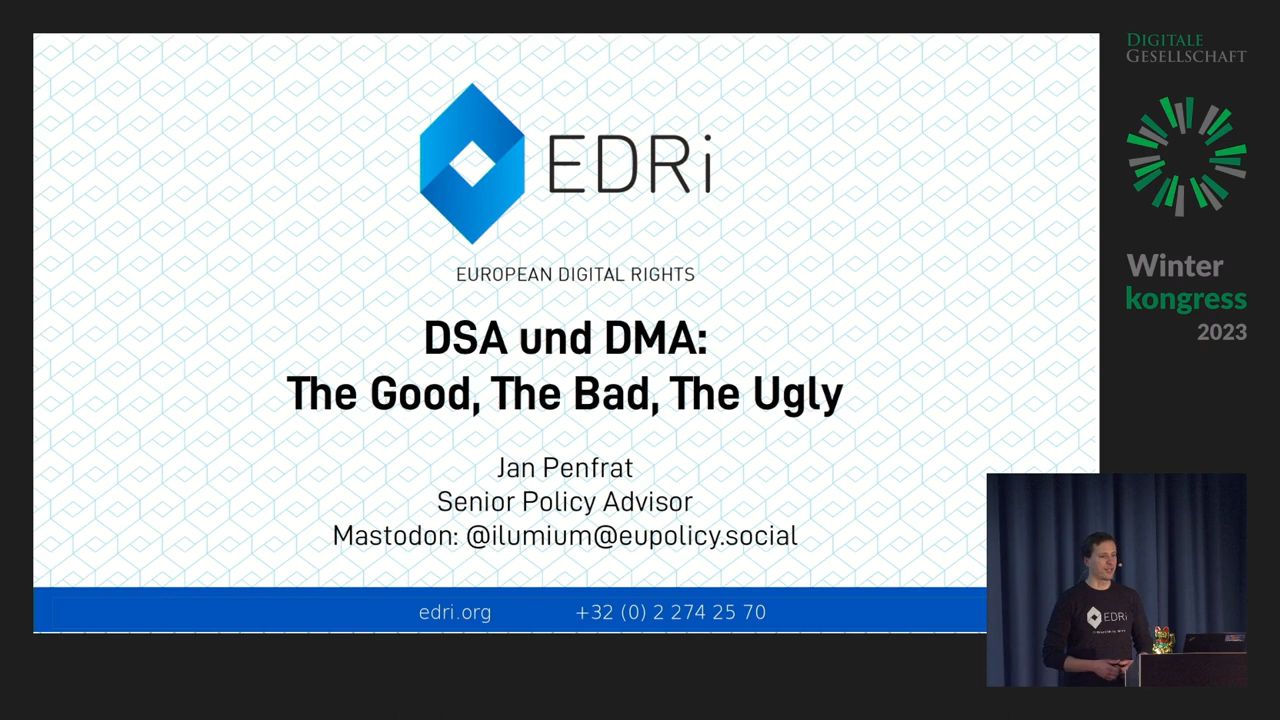 EDRi
EUROPEAN DIGITAL RIGHTS
DSA und DMA:
The Good, The Bad, The Ugly
Jan Penfrat
Senior Policy Advisor
Mastodon: @ilumium@eupolicy.social
edri.org +32 (0) 2 274 25 70
DIGITALE
GESELLSCHAFT
Winter
kongress
2023
EDRi